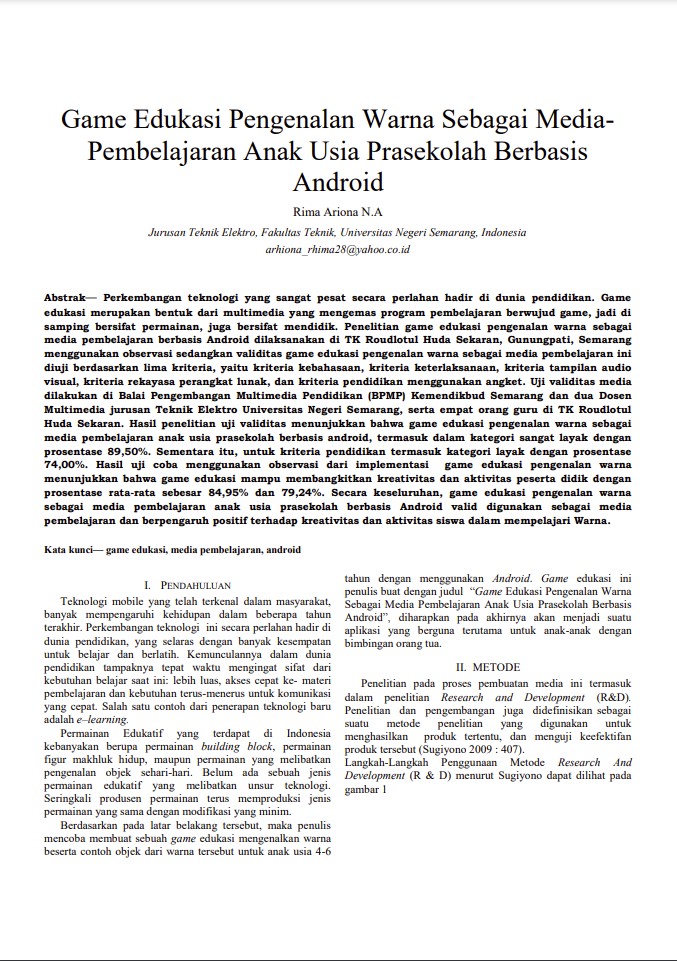 Game Edukasi Pengenalan Warna Sebagai Media-
Pembelajaran Anak Usia Prasekolah Berbasis
Android
Rima Ariona N.A
Jurusan Teknik Elektro, Fakultas Teknik, Universitas Negeri Semarang, Indonesia
arhiona_rhima28@yahoo.co.id
Abstrak— Perkembangan teknologi yang sangat pesat secara perlahan hadir di dunia pendidikan. Game
edukasi merupakan bentuk dari multimedia yang mengemas program pembelajaran berwujud game, jadi di
samping bersifat permainan, juga bersifat mendidik. Penelitian game edukasi pengenalan warna sebagai
media pembelajaran berbasis Android dilaksanakan di TK Roudlotul Huda Sekaran, Gunungpati, Semarang
menggunakan observasi sedangkan validitas game edukasi pengenalan warna sebagai media pembelajaran ini
diuji berdasarkan lima kriteria, yaitu kriteria kebahasaan, kriteria keterlaksanaan, kriteria tampilan audio
visual, kriteria rekayasa perangkat lunak, dan kriteria pendidikan menggunakan angket. Uji validitas media
dilakukan di Balai Pengembangan Multimedia Pendidikan (BPMP) Kemendikbud Semarang dan dua Dosen
Multimedia jurusan Teknik Elektro Universitas Negeri Semarang, serta empat orang guru di TK Roudlotul
Huda Sekaran. Hasil penelitian uji validitas menunjukkan bahwa game edukasi pengenalan warna sebagai
media pembelajaran anak usia prasekolah berbasis android, termasuk dalam kategori sangat layak dengan
prosentase 89,50%. Sementara itu, untuk kriteria pendidikan termasuk kategori layak dengan prosentase
74,00%. Hasil uji coba menggunakan observasi dari implementasi game edukasi pengenalan warna
menunjukkan bahwa game edukasi mampu membangkitkan kreativitas dan aktivitas peserta didik dengan
prosentase rata-rata sebesar 84,95% dan 79,24%. Secara keseluruhan, game edukasi pengenalan warna
sebagai media pembelajaran anak usia prasekolah berbasis Android valid digunakan sebagai media
pembelajaran dan berpengaruh positif terhadap kreativitas dan aktivitas siswa dalam mempelajari Warna.
Kata kunci— game edukasi, media pembelajaran, android
I. PENDAHULUAN
Teknologi mobile yang telah terkenal dalam masyarakat,
banyak mempengaruhi kehidupan dalam beberapa tahun
terakhir. Perkembangan teknologi ini secara perlahan hadir di
dunia pendidikan, yang selaras dengan banyak kesempatan
untuk belajar dan berlatih. Kemunculannya dalam dunia
pendidikan tampaknya tepat waktu mengingat sifat dari
kebutuhan belajar saat ini: lebih luas, akses cepat ke- materi
pembelajaran dan kebutuhan terus-menerus untuk komunikasi
yang cepat. Salah satu contoh dari penerapan teknologi baru
adalah e–learning.
Permainan Edukatif yang terdapat di Indonesia
kebanyakan berupa permainan building block, permainan
figur makhluk hidup, maupun permainan yang melibatkan
pengenalan objek sehari-hari. Belum ada sebuah jenis
permainan edukatif yang melibatkan unsur teknologi.
Seringkali produsen permainan terus memproduksi jenis
permainan yang sama dengan modifikasi yang minim.
Berdasarkan pada latar belakang tersebut, maka penulis
mencoba membuat sebuah game edukasi mengenalkan warna
beserta contoh objek dari warna tersebut untuk anak usia 4-6
tahun dengan menggunakan Android. Game edukasi ini
penulis buat dengan judul “Game Edukasi Pengenalan Warna
Sebagai Media Pembelajaran Anak Usia Prasekolah Berbasis
Android”, diharapkan pada akhirnya akan menjadi suatu
aplikasi yang berguna terutama untuk anak-anak dengan
bimbingan orang tua.
II. METODE
Penelitian pada proses pembuatan media ini termasuk
dalam penelitian Research and Development (R&D).
Penelitian dan pengembangan juga didefinisikan sebagai
suatu metode penelitian yang digunakan untuk
menghasilkan produk tertentu, dan menguji keefektifan
produk tersebut (Sugiyono 2009 : 407).
Langkah-Langkah Penggunaan Metode Research And
Development (R & D) menurut Sugiyono dapat dilihat pada
gambar 1